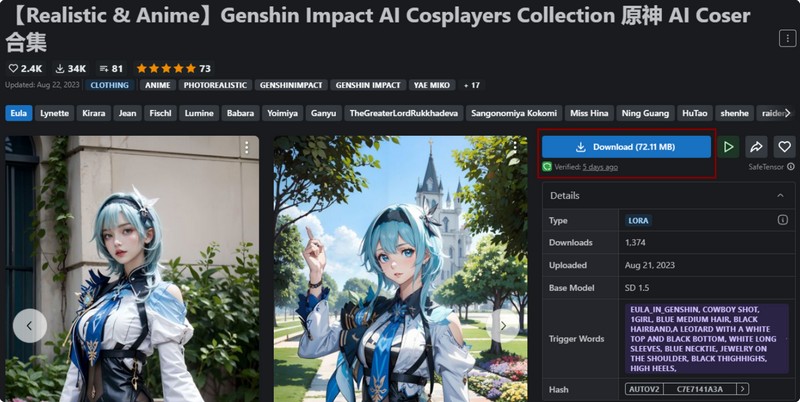 【Realistic & Anime】Genshin Impact AI Cosplayers Collection 原神 AI Coser
合集
2.4K 34K 81 73
Updated: Aug 22, 2023 CLOTHING ANIME PHOTOREALISTIC GENSHINIMPACT GENSHIN IMPACT YAE MIKO + 17
Eula Lynette Kirara Jean Fischl Lumine Babara Yoimiya Ganyu TheGreaterLordRukkhadeva Sangonomiya Kokomi Miss Hina Ning Guang HuTao shenhe raiden
Download (72.11 MB)
Verified: 5 days ago SafeTensor
Details
Type LORA
Downloads 1,374
Uploaded Aug 21, 2023
Base Model SD 1.5
Trigger Words
EULA_IN_GENSHIN, COWBOY SHOT,
1GIRL, BLUE MEDIUM HAIR, BLACK
HAIRBAND,A LEOTARD WITH A WHITE
TOP AND BLACK BOTTOM, WHITE LONG
SLEEVES, BLUE NECKTIE, JEWELRY ON
THE SHOULDER, BLACK THIGHHIGHS,
HIGH HEELS,
Hash AUTOV2 C7E7141A3A